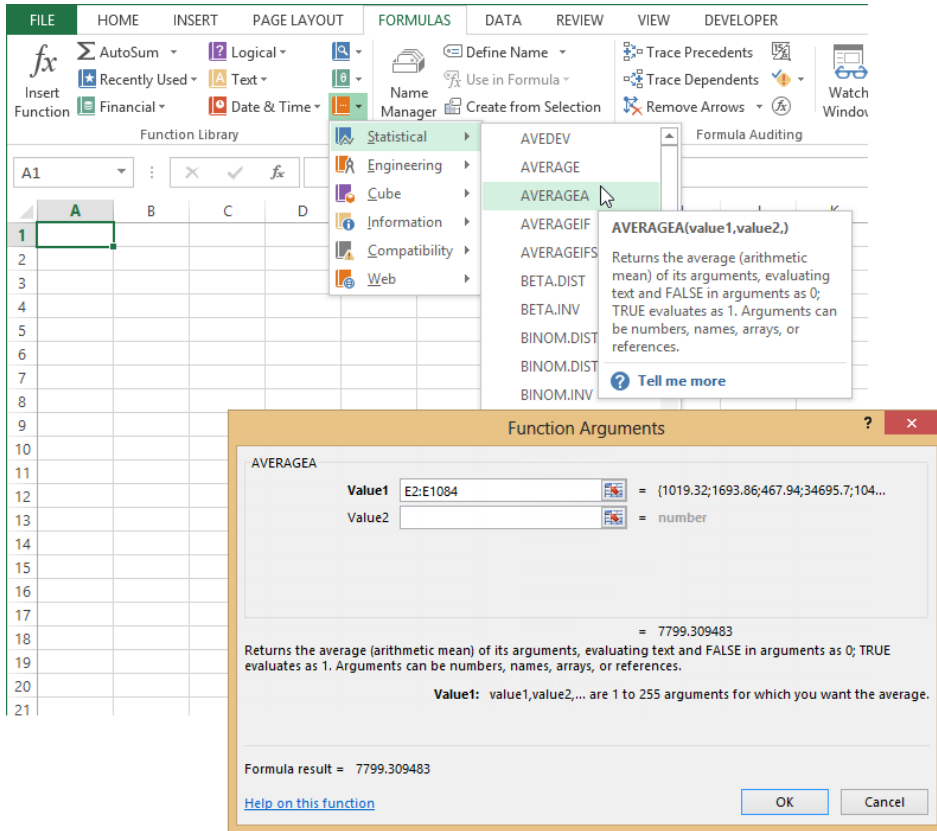 FILE HOME INSERT PAGE LAYOUT FORMULAS DATA REVIEW VIEW DEVELOPER
fx Insert Function
AutoSum
Recently Used
Financial
Logical
Text
Date & Time
Function Library
Name Manager
Define Name
Use in Formula
Create from Selection
Trace Precedents
Trace Dependents
Remove Arrows
fx
Formula Auditing
Watch
Window
A1
fx
Statistical
Engineering
Cube
Information
Compatibility
Web
AVEDEV
AVERAGE
AVERAGEA
AVERAGEIF
AVERAGEIFS
BETA.DIST
BETA.INV
BINOM.DIST
BINOM.DIST
BINOM.INV
AVERAGEA(value1,value2,)
Returns the average (arithmetic
mean) of its arguments, evaluating
text and FALSE in arguments as 0;
TRUE evaluates as 1. Arguments can
be numbers, names, arrays, or
references.
? Tell me more
A B C D
1
2
3
4
5
6
7
8
9
10
11
12
13
14
15
16
17
18
19
20
21
Function Arguments ? ×
AVERAGEA
Value1 E2:E1084 = {1019.32;1693.86;467.94;34695.7;104...
Value2 = number
= 7799.309483
Returns the average (arithmetic mean) of its arguments, evaluating text and FALSE in arguments as 0; TRUE
evaluates as 1. Arguments can be numbers, names, arrays, or references.
Value1: value1,value2,... are 1 to 255 arguments for which you want the average.
Formula result = 7799.309483
Help on this function
OK Cancel